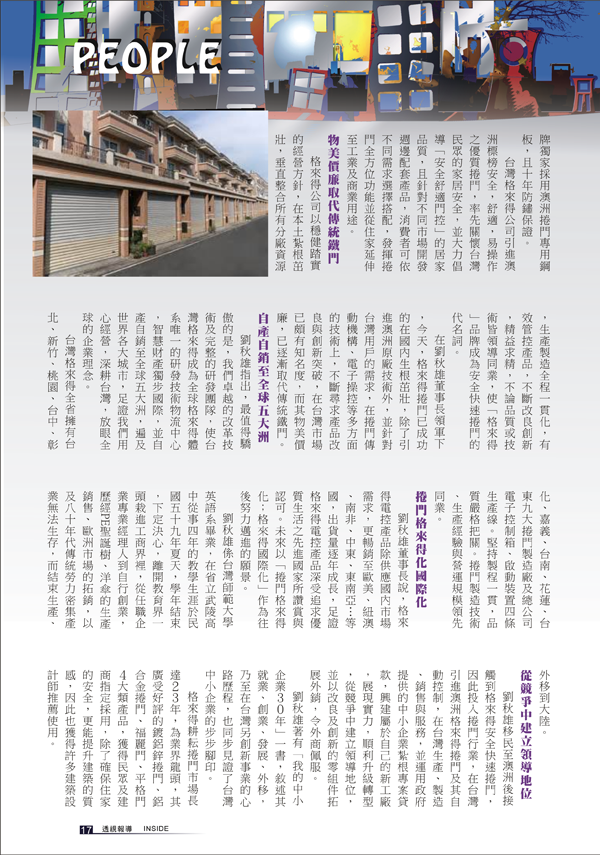 PEOPLE
牌獨家採用澳洲捲門專用鋼
板，且十年防鏽保證。
台灣格來得公司引進澳
洲標榜安全，舒適，易操作
之優質捲門，率先關懷台灣
民眾的家居安全，並大力倡
導「安全舒適門控」的居家
品質，且針對不同市場開發
週邊配套產品，消費者可依
不同需求選擇搭配，發揮捲
門全方位功能並從住家延伸
至工業及商業用途。
物美價廉取代傳統鐵門
格來得公司以穩健踏實
的經營方針，在本土紮根茁
壯，垂直整合所有分廠資源
，生產製造全程一貫化，有
效管控產品，不斷改良創新
，精益求精，不論品質或技
術皆領導同業，使「格來得
」品牌成為安全快速捲門的
代名詞。
在劉秋雄董事長領軍下
，今天，格來得捲門已成功
的在國內生根茁壯，除了引
進澳洲原廠技術外，並針對
台灣用戶的需求，在捲門傳
動機構、電子操控等多方面
的技術上，不斷尋求產品改
良與創新突破，在台灣市場
已頗有知名度，而其物美價
廉，已逐漸取代傳統鐵門。
自產自銷至全球五大洲
劉秋雄指出，最值得驕
傲的是，我們卓越的改革技
術及完整的研發團隊，使台
灣格來得成為全球格來得體
系唯一的研發技術物流中心
，智慧財產獨步國際，並自
產自銷至全球五大洲，遍及
世界各大城市，足證我們用
心經營，深耕台灣，放眼全
球的企業理念。
台灣格來得全省擁有台
北、新竹、桃園、台中、彰
化、嘉義、台南、花蓮、台
東九大捲門製造廠及總公司
電子控制箱、啟動裝置四條
生產線。堅持製程一貫，品
質嚴格把關。捲門製造技術
、生產經驗與營運規模領先
同業。
捲門格來得化國際化
劉秋雄董事長說，格來
得電控產品除供應國內市場
需求，更暢銷至歐美、紐澳
、南非、中東、東南亞…等
國，出貨量逐年成長，足證
格來得電控產品深受追求優
質生活之先進國家所讚賞與
認可。未來以「捲門格來得
化；格來得國際化」作為往
後努力邁進的願景。
劉秋雄係台灣師範大學
英語系畢業，在省立武陵高
中從事四年的教學生涯於民
國五十九年夏天，學年結束
，下定決心，離開教育界一
頭栽進工商界裡，從任職企
業專業經理人到自行創業，
歷經PE聖誕樹、洋傘的生產
銷售、歐洲市場的拓銷，以
及八十年代傳統勞力密集產
業無法生存，而結束生產、
外移到大陸。
從競爭中建立領導地位
劉秋雄移民至澳洲後接
觸到格來得安全快速捲門，
因此投入捲門行業，在台灣
引進澳洲格來得捲門及其自
動控制，在台灣生產、製造
、銷售與服務，並運用政府
提供的中小企業紮根專案貸
款，興建屬於自己的新工廠
，展現實力，順利升級轉型
，從競爭中建立領導地位，
並以改良及創新的零組件拓
展外銷，令外商佩服。
劉秋雄著有「我的中小
企業30年」一書，敘述其
就業、創業、發展、外移，
乃至在台灣另創新事業的心
路歷程，也同步見證了台灣
中小企業的步步腳印。
格來得耕耘捲門市場長
達23年，為業界龍頭，其
廣受好評的鍍鋁鋅捲門、鋁
合金捲門、福麗門、平格門
4大類產品，獲得民眾及建
商指定採用，除了確保住家
的安全，更能提升建築的質
感，因此也獲得許多建築設
計師推薦使用。
17 透視報導 INSIDE